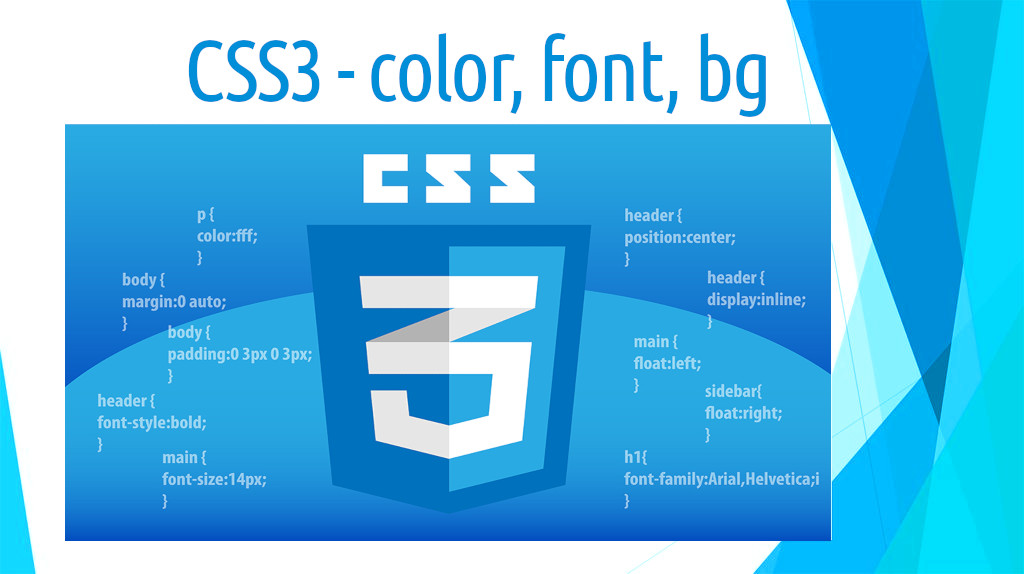 CSS3 - color, font, bg
CSS
3
p {
color:fff;
}
body {
margin:0 auto;
}
body {
padding:0 3px 0 3px;
}
header {
font-style:bold;
}
main {
font-size:14px;
}
header {
position:center;
}
header {
display:inline;
}
main {
float:left;
}
sidebar{
float:right;
}
h1{
font-family:Arial,Helvetica;i
}